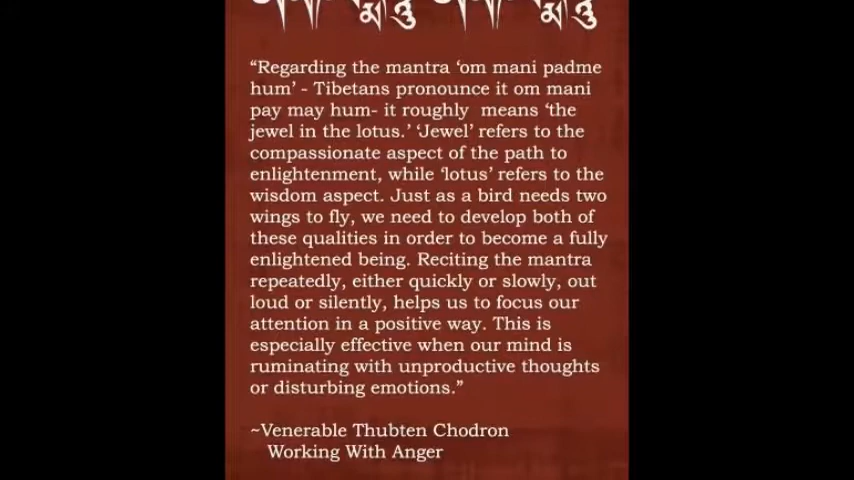 “Regarding the mantra ‘om mani padme
hum’ - Tibetans pronounce it om mani
pay may hum- it roughly means ‘the
jewel in the lotus.’ ‘Jewel’ refers to the
compassionate aspect of the path to
enlightenment, while ‘lotus’ refers to the
wisdom aspect. Just as a bird needs two
wings to fly, we need to develop both of
these qualities in order to become a fully
enlightened being. Reciting the mantra
repeatedly, either quickly or slowly, out
loud or silently, helps us to focus our
attention in a positive way. This is
especially effective when our mind is
ruminating with unproductive thoughts
or disturbing emotions.”
~Venerable Thubten Chodron
Working With Anger